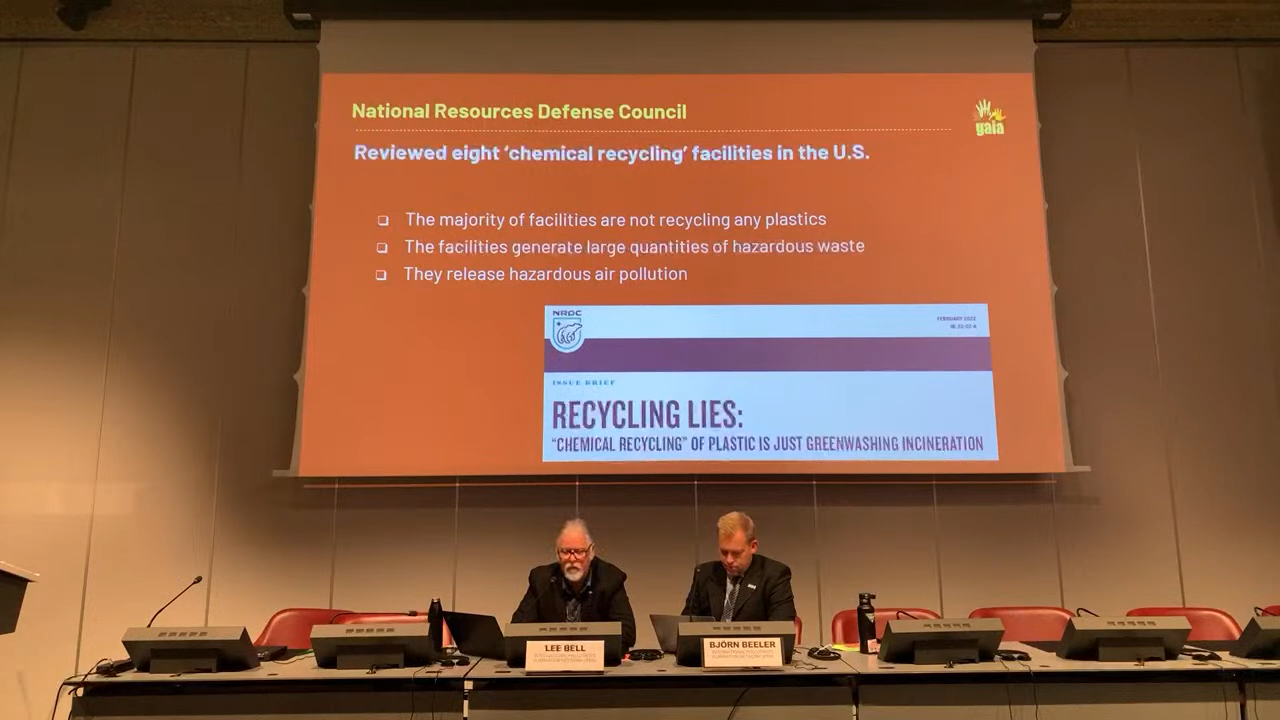 National Resources Defense Council
gaia
Reviewed eight ‘chemical recycling’ facilities in the U.S.
❑ The majority of facilities are not recycling any plastics
❑ The facilities generate large quantities of hazardous waste
❑ They release hazardous air pollution
NRDC
FEBRUARY 2022
ISSUE BRIEF
RECYCLING LIES:
“CHEMICAL RECYCLING” OF PLASTIC IS JUST GREENWASHING INCINERATION
LEE BELL
BJÖRN BEELER